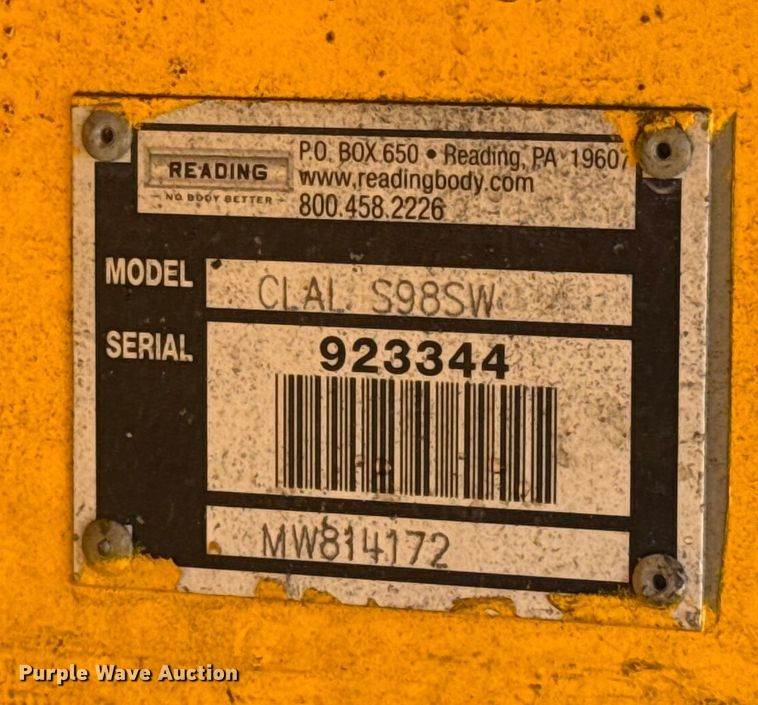 READING
NO BODY BETTER
P.O. BOX 650 • Reading, PA 19607
www.readingbody.com
800.458.2226
MODEL
CLAL S98SW
SERIAL
923344
MW814172
Purple Wave Auction